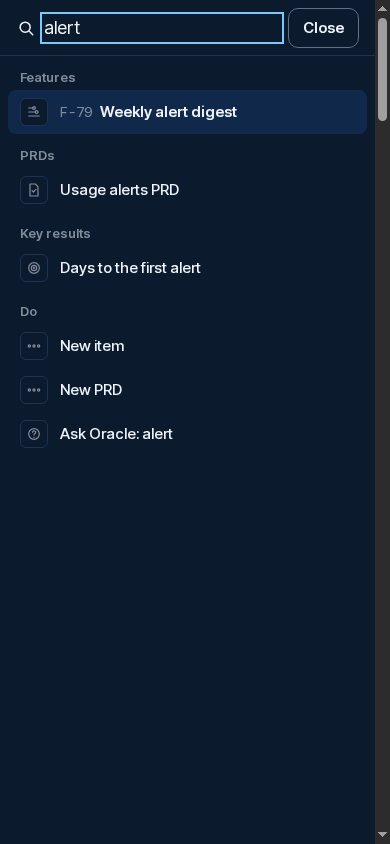 alert
Close
Features
F-79 Weekly alert digest
PRDs
Usage alerts PRD
Key results
Days to the first alert
Do
New item
New PRD
Ask Oracle: alert